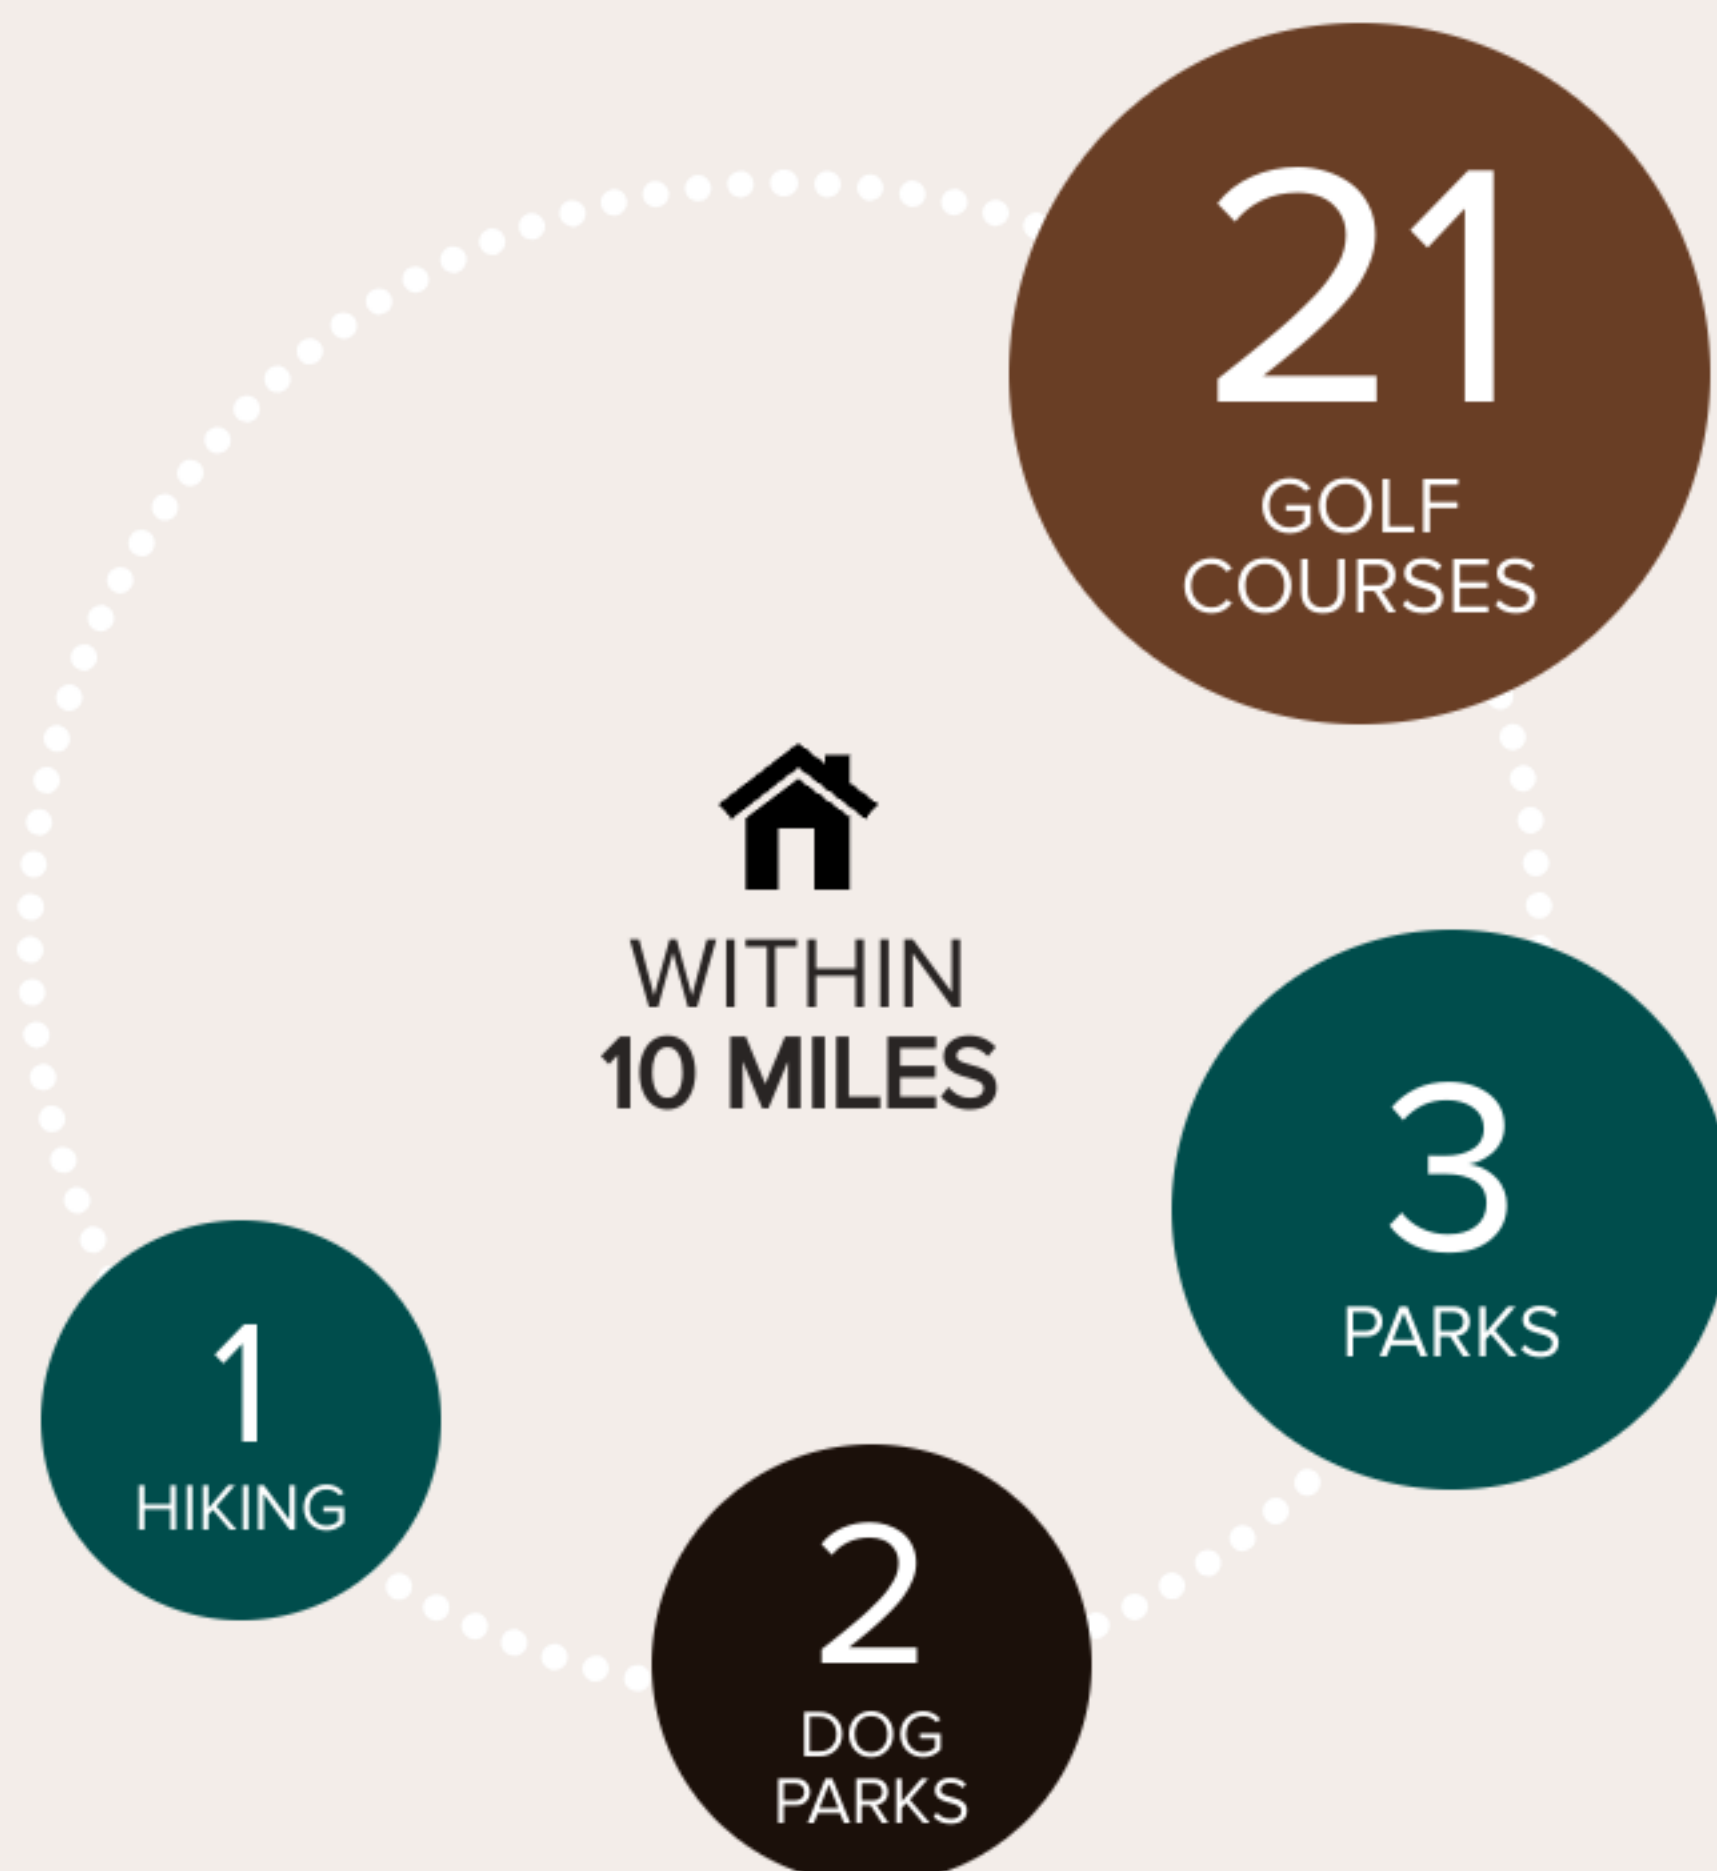 21
GOLF
COURSES
WITHIN
10 MILES
3
PARKS
1
HIKING
2
DOG
PARKS